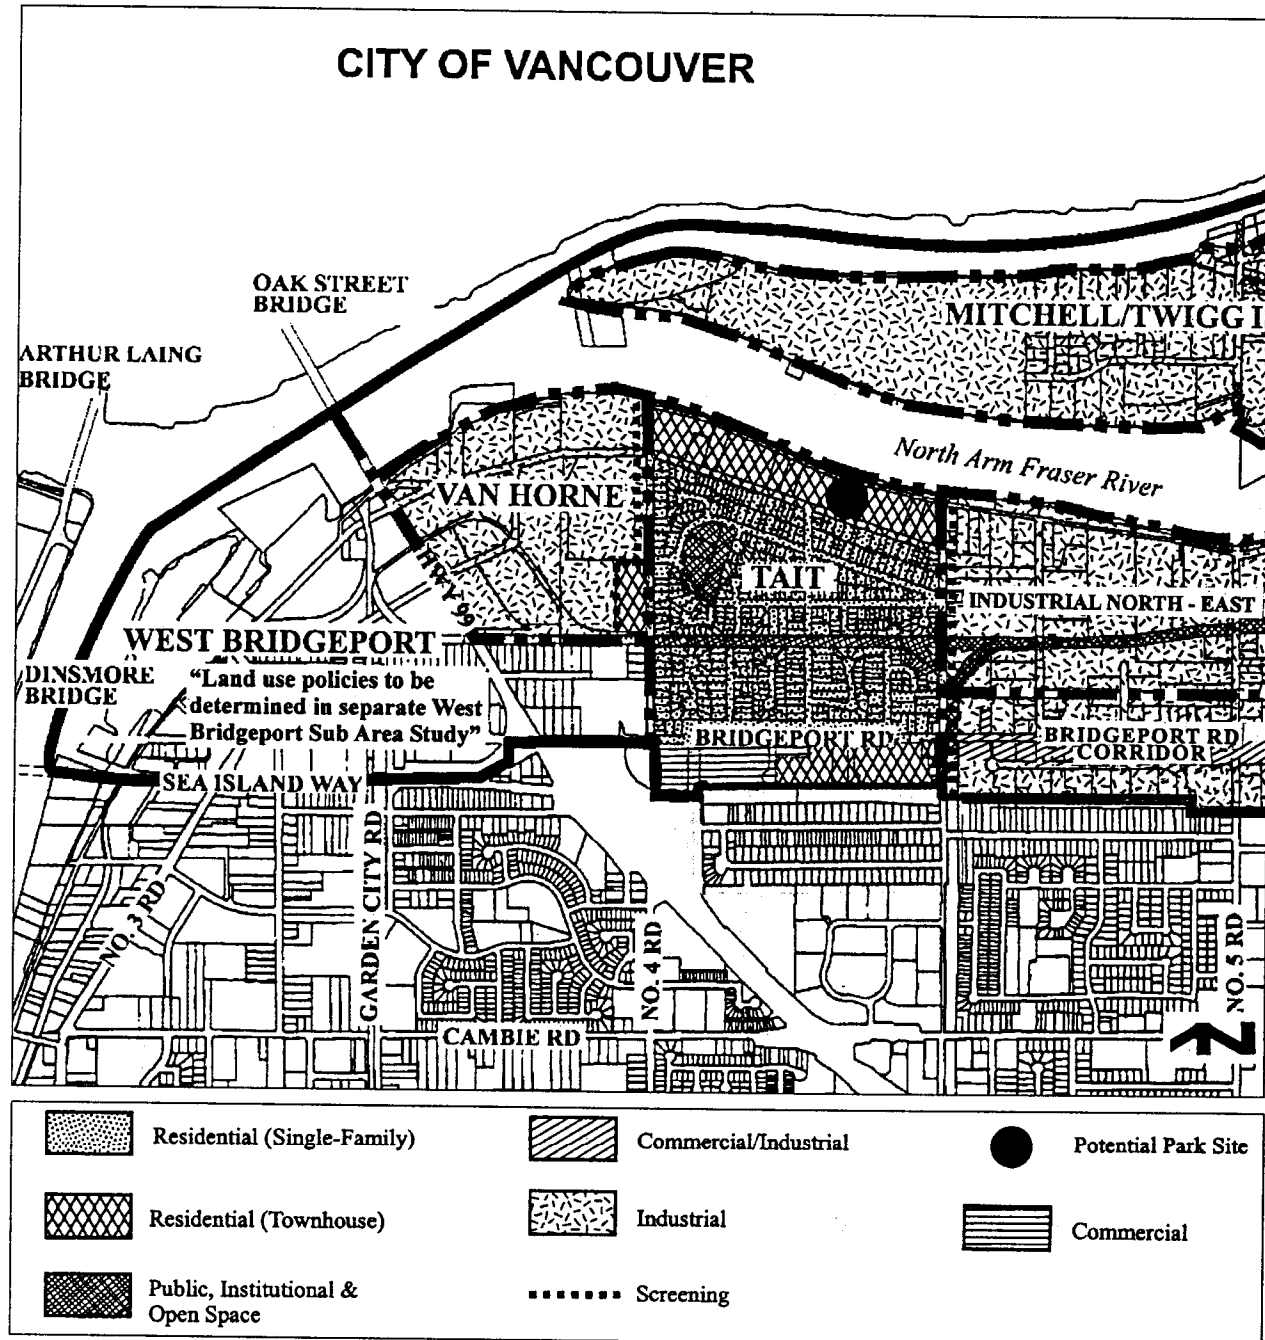 CITY OF VANCOUVER
OAK STREET
BRIDGE
ARTHUR LAING
BRIDGE
MITCHELL/TWIGG I
North Arm Fraser River
VAN HORNE
HWY 99
TAIT
INDUSTRIAL NORTH - EAST
WEST BRIDGEPORT
"Land use policies to be
determined in separate West
Bridgeport Sub Area Study"
DINSMORE
BRIDGE
BRIDGEPORT RD
BRIDGEPORT RD
CORRIDOR
SEA ISLAND WAY
NO. 3 RD
GARDEN CITY RD
NO. 4 RD
NO. 5 RD
CAMBIE RD
N
Residential (Single-Family)
Commercial/Industrial
Potential Park Site
Residential (Townhouse)
Industrial
Commercial
Public, Institutional &
Open Space
Screening